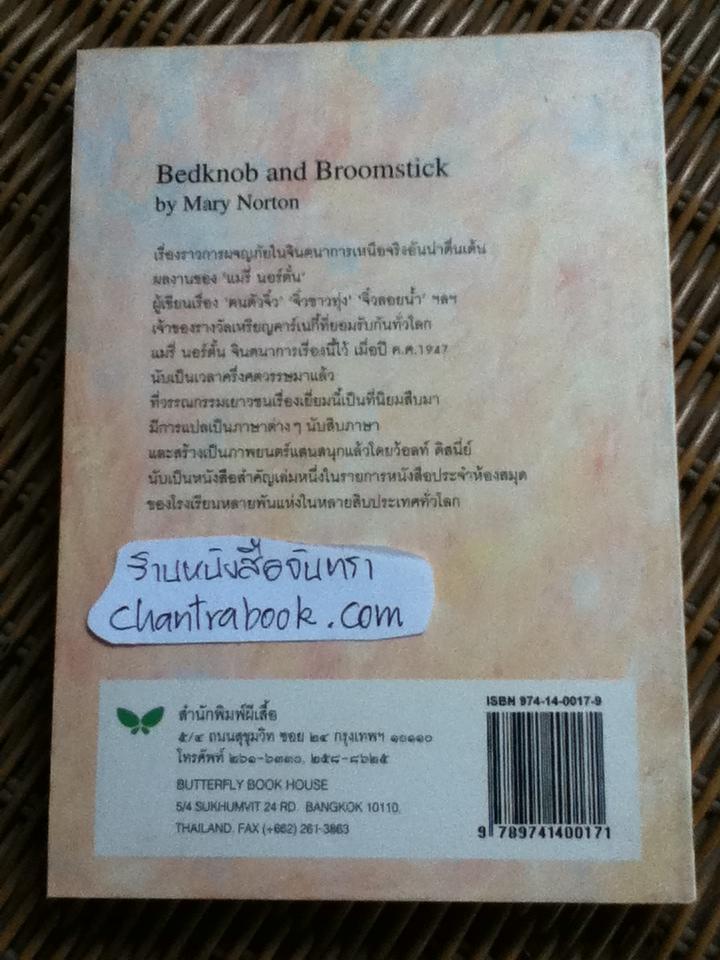 Bedknob and Broomstick
by Mary Norton
เรื่องราวการผจญภัยในจินตนาการเหนือจริงอันน่าตื่นเต้น
ผลงานของ 'แมรี่ นอร์ตั้น'
ผู้เขียนเรื่อง 'คนตัวจิ๋ว' 'จิ๋วชาวทุ่ง' 'จิ๋วลอยน้ำ' ฯลฯ
เจ้าของรางวัลเหรียญคาร์เนกี้ที่ยอมรับกันทั่วโลก
แมรี่ นอร์ตั้น จินตนาการเรื่องนี้ไว้ เมื่อปี ค.ศ.1947
นับเป็นเวลาครึ่งศตวรรษมาแล้ว
ที่วรรณกรรมเยาวชนเรื่องเยี่ยมนี้เป็นที่นิยมสืบมา
มีการแปลเป็นภาษาต่างๆ นับสิบภาษา
และสร้างเป็นภาพยนตร์แสนสนุกแล้วโดยว้อลท์ ดิสนี่ย์
นับเป็นหนังสือสำคัญเล่มหนึ่งในรายการหนังสือประจำห้องสมุด
ของโรงเรียนหลายพันแห่งในหลายสิบประเทศทั่วโลก
ร้านหนังสือจันทรา
chantrabook.com
สำนักพิมพ์ผีเสื้อ
๕/๔ ถนนสุขุมวิท ซอย ๒๔ กรุงเทพฯ ๑๐๑๑๐
โทรศัพท์ ๒๖๑-๖๓๓๐, ๒๕๘-๘๖๒๕
BUTTERFLY BOOK HOUSE
5/4 SUKHUMVIT 24 RD. BANGKOK 10110,
THAILAND. FAX (+662) 261-3863
ISBN 974-14-0017-9
9 789741 400171